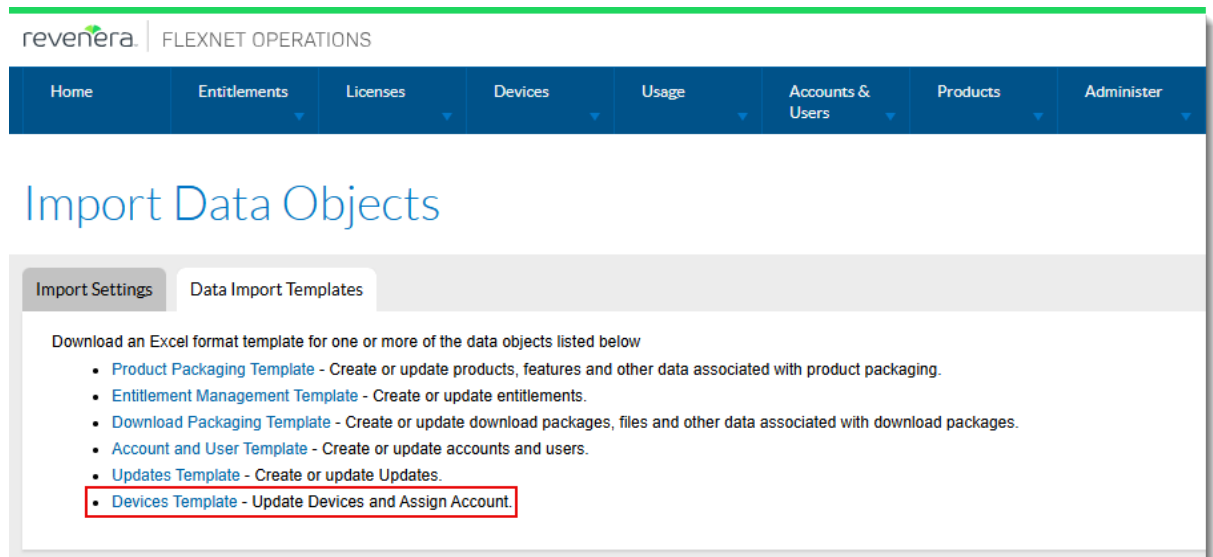 revenera. FLEXNET OPERATIONS
Home Entitlements Licenses Devices Usage Accounts & Users Products Administer
Import Data Objects
Import Settings Data Import Templates
Download an Excel format template for one or more of the data objects listed below
• Product Packaging Template - Create or update products, features and other data associated with product packaging.
• Entitlement Management Template - Create or update entitlements.
• Download Packaging Template - Create or update download packages, files and other data associated with download packages.
• Account and User Template - Create or update accounts and users.
• Updates Template - Create or update Updates.
• Devices Template - Update Devices and Assign Account.